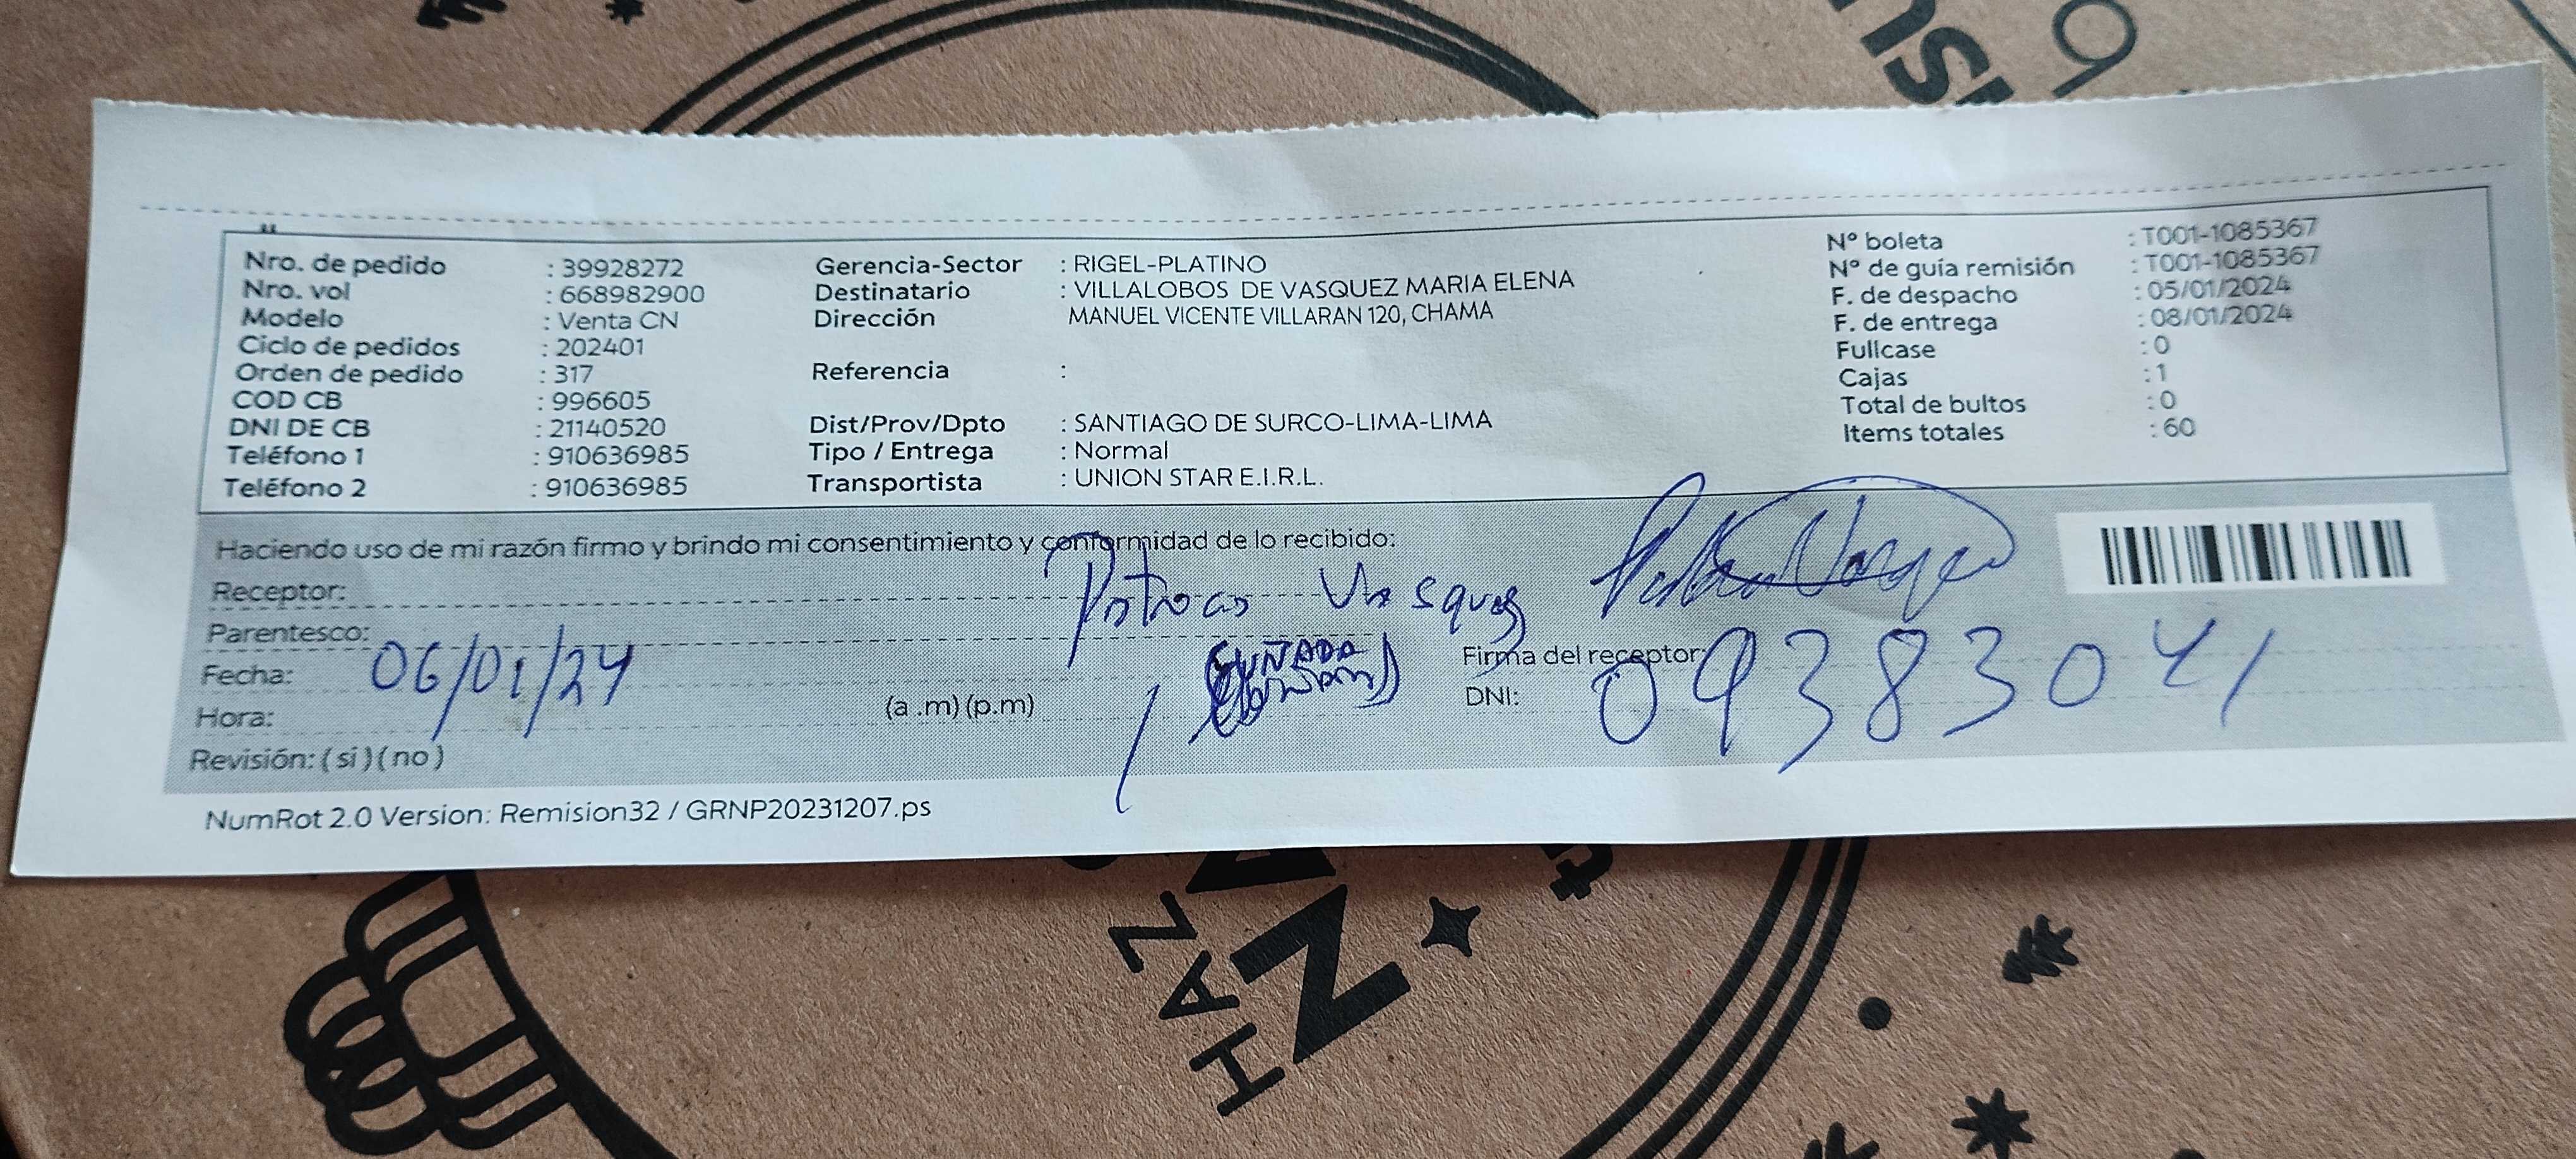 Nro. de pedido : 39928272
Nro. vol : 668982900
Modelo : Venta CN
Ciclo de pedidos : 202401
Orden de pedido : 317
COD CB : 996605
DNI DE CB : 21140520
Teléfono 1 : 910636985
Teléfono 2 : 910636985
Gerencia-Sector : RIGEL-PLATINO
Destinatario : VILLALOBOS DE VASQUEZ MARIA ELENA
Dirección MANUEL VICENTE VILLARAN 120, CHAMA
Referencia :
Dist/Prov/Dpto : SANTIAGO DE SURCO-LIMA-LIMA
Tipo / Entrega : Normal
Transportista : UNION STAR E.I.R.L.
N° boleta : T001-1085367
N° de guía remisión : T001-1085367
F. de despacho : 05/01/2024
F. de entrega : 08/01/2024
Fullcase : 0
Cajas : 1
Total de bultos : 0
Items totales : 60
Haciendo uso de mi razón firmo y brindo mi consentimiento y conformidad de lo recibido:
Receptor:
Parentesco: CUÑADA
Fecha: 06/01/24
Hora: (a .m) (p.m)
Revisión: ( si ) ( no )
Firma del receptor:
DNI: 09383041
NumRot 2.0 Version: Remision32 / GRNP20231207.ps
HAZ